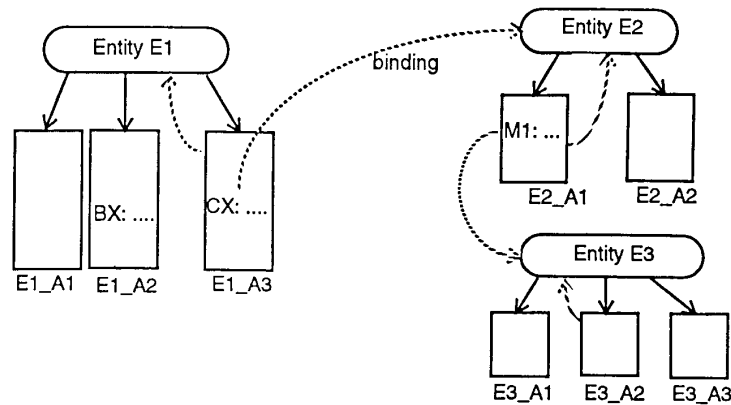 Entity E1
Entity E2
binding
M1: ...
BX: ....
CX: ....
E2_A1
E2_A2
Entity E3
E1_A1
E1_A2
E1_A3
E3_A1
E3_A2
E3_A3